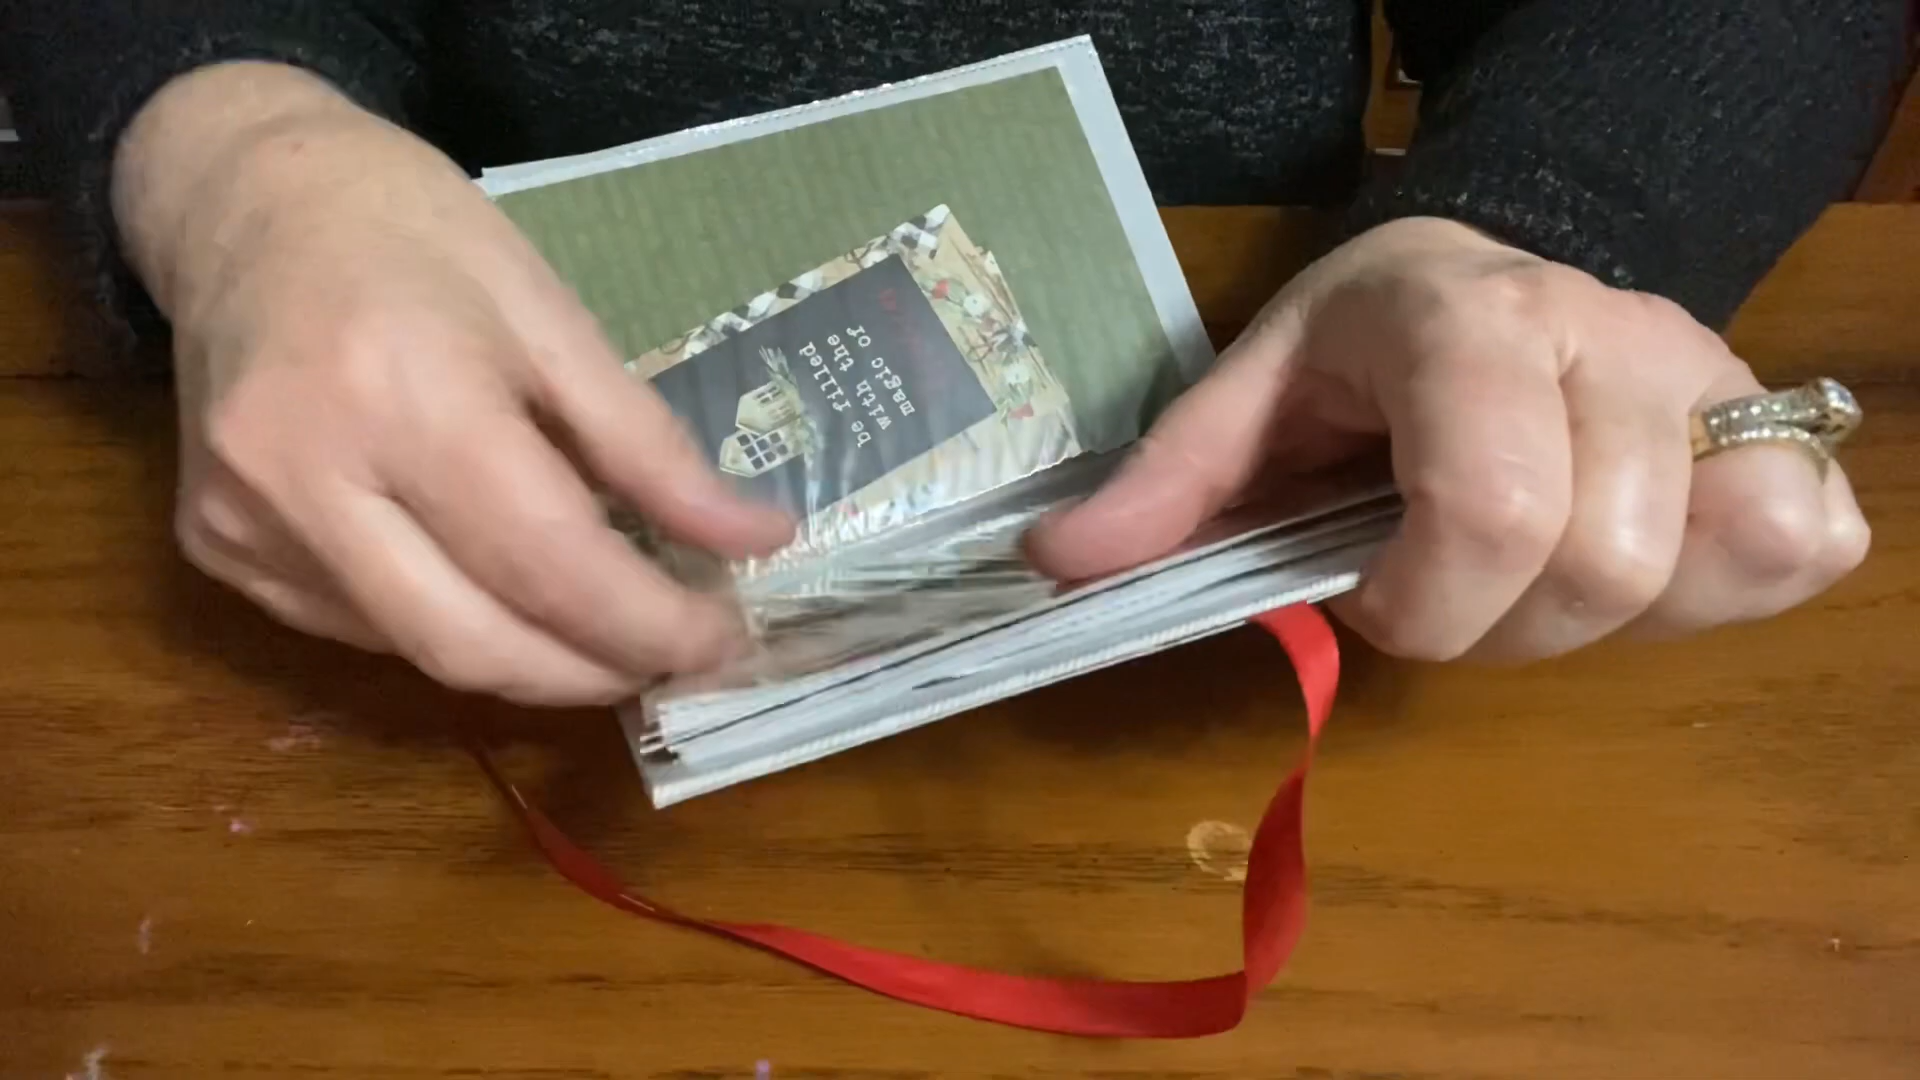 be filled
with the
magic of